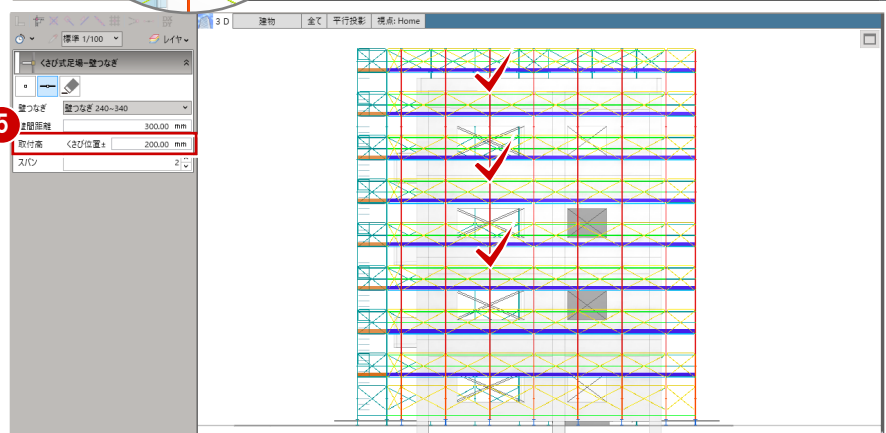 3 D 建物 全て 平行投影 視点: Home
標準 1/100 レイヤ
くさび式足場-壁つなぎ
壁つなぎ 壁つなぎ 240~340
壁間距離 300.00 mm
5
取付高 くさび位置± 200.00 mm
スパン 2